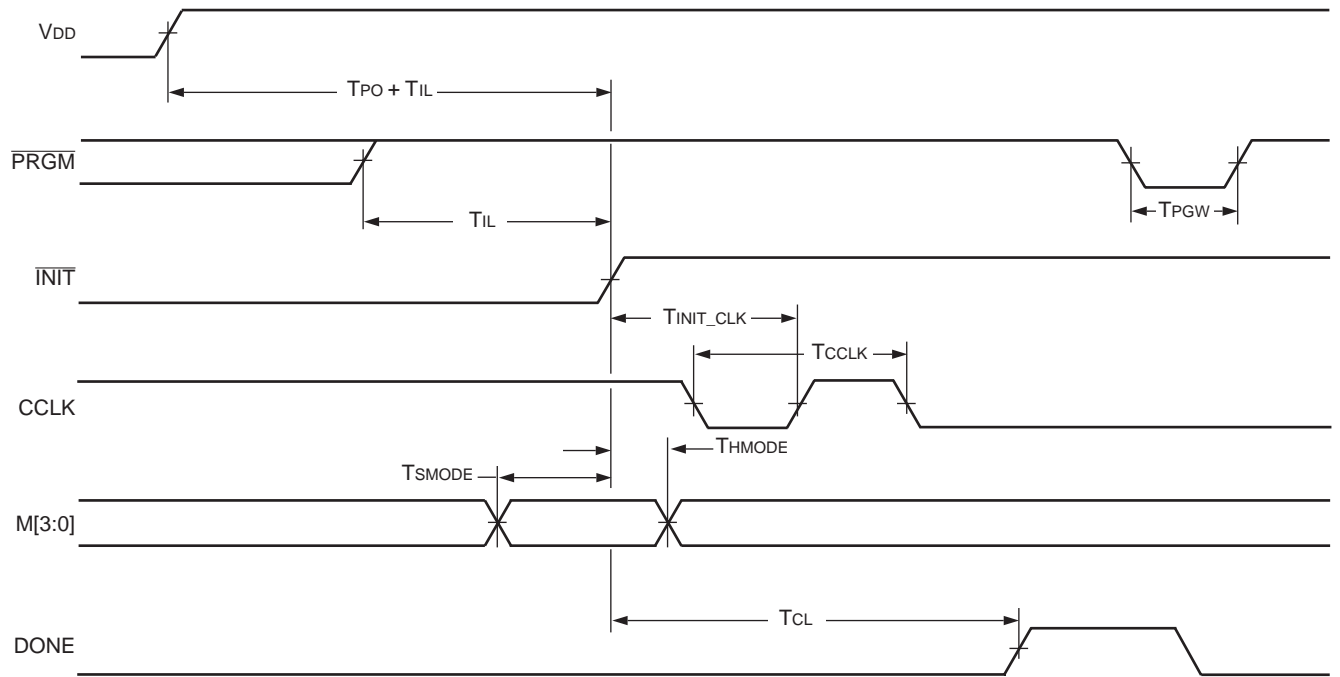 VDD
TPO + TIL
PRGM
TIL
TPGW
INIT
TINIT_CLK
TCCLK
CCLK
THMODE
TSMODE
M[3:0]
TCL
DONE